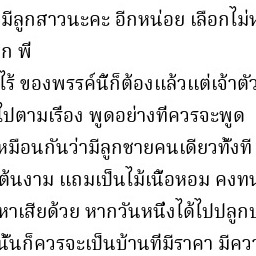 มีลูกสาวนะคะ อีกหน่อย เลือกไม่
ก พี่
ไร้ ของพรรค์นี้ก็ต้องแล้วแต่เจ้าตัว
ไปตามเรื่อง พูดอย่างที่ควรจะพูด
หมือนกันว่ามีลูกชายคนเดียวทั้งที
ต้นงาม แถมเป็นไม้เนื้อหอม คงทน
หาเสียด้วย หากวันหนึ่งได้ไปปลูกบ
นั้นก็ควรจะเป็นบ้านที่มีราคา มีควา